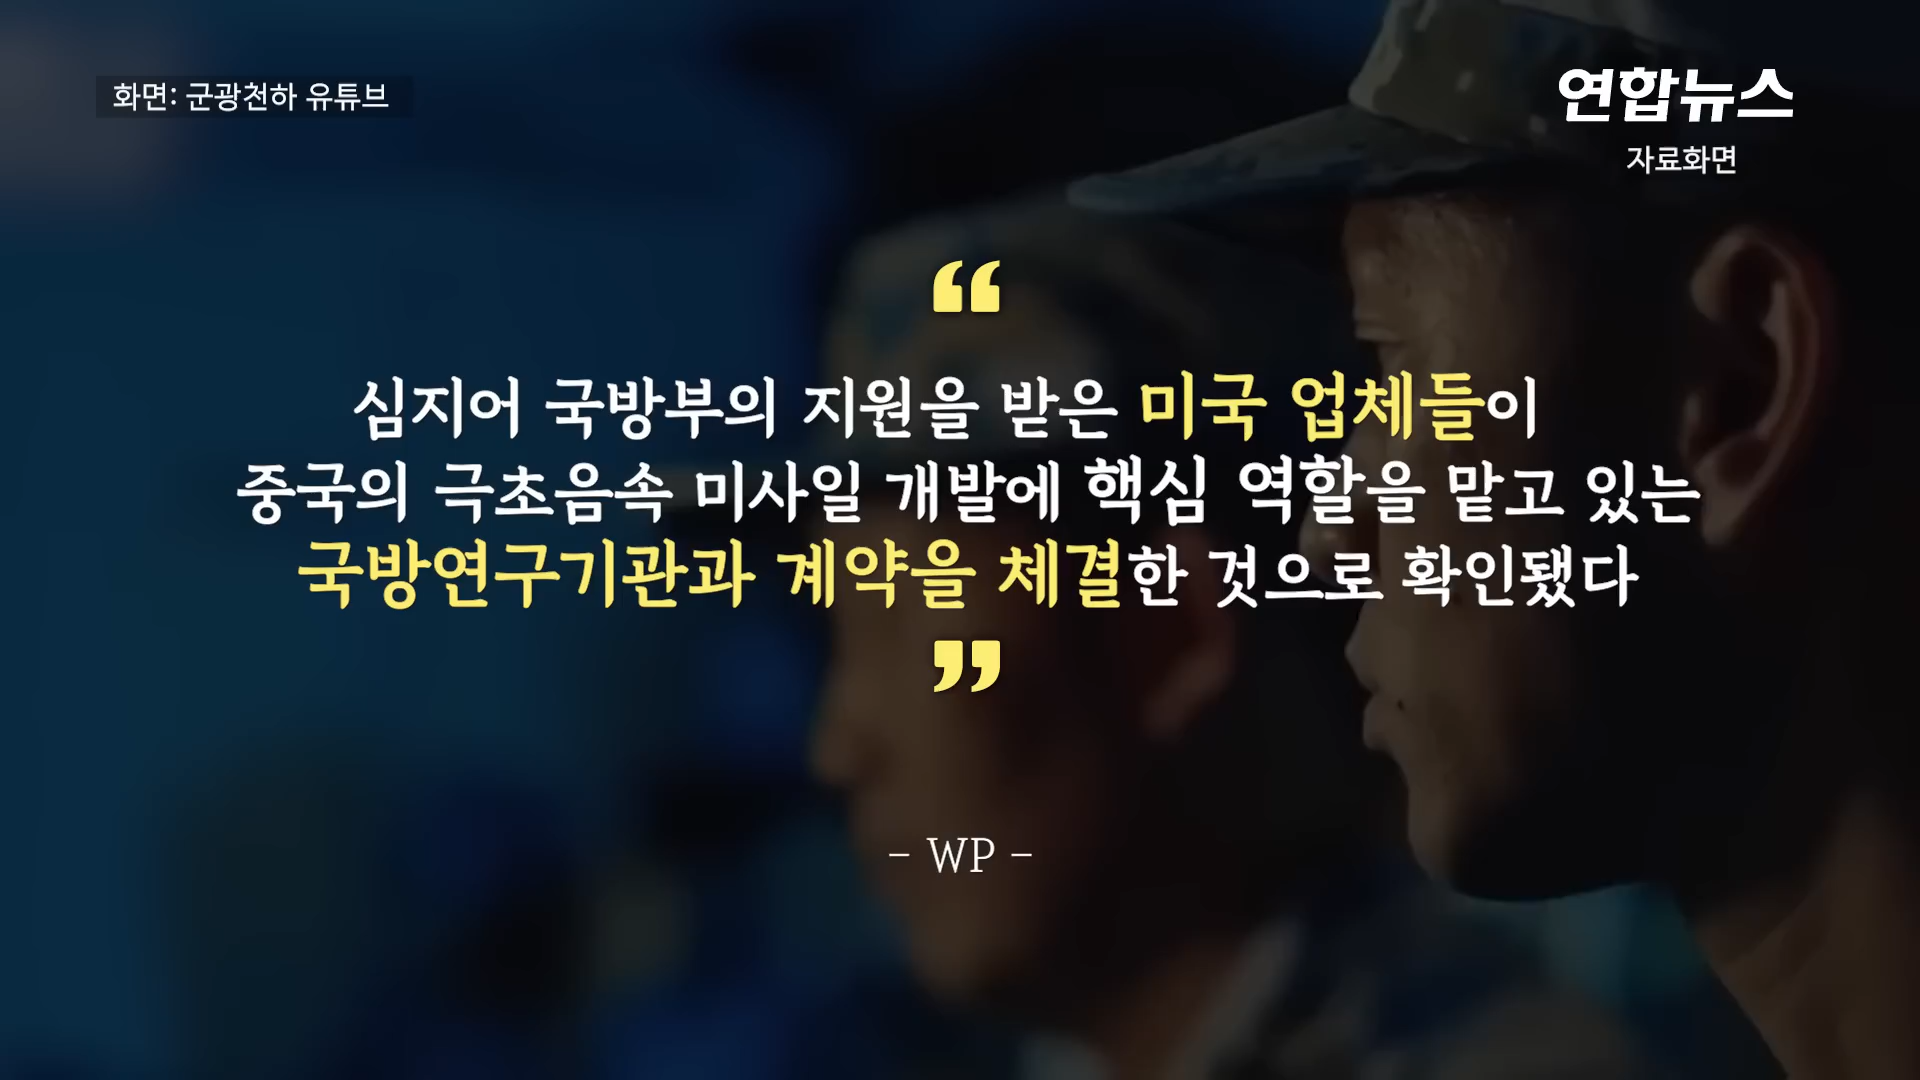 화면: 군광천하 유튜브
연합뉴스
자료화면
“
심지어 국방부의 지원을 받은 미국 업체들이
중국의 극초음속 미사일 개발에 핵심 역할을 맡고 있는
국방연구기관과 계약을 체결한 것으로 확인됐다
”
- WP -